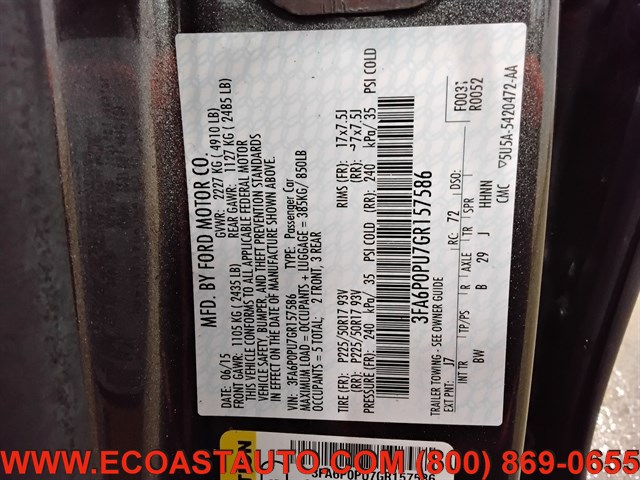 MFD. BY FORD MOTOR CO.
DATE: 06/15 GVWR: 2227 KG ( 4910 LB)
FRONT GAWR: 1105 KG ( 2435 LB) REAR GAWR: 1127 KG ( 2485 LB)
THIS VEHICLE CONFORMS TO ALL APPLICABLE FEDERAL MOTOR
VEHICLE SAFETY, BUMPER, AND THEFT PREVENTION STANDARDS
IN EFFECT ON THE DATE OF MANUFACTURE SHOWN ABOVE.
VIN: 3FA6P0PU7GR157586 TYPE: Passenger Car
MAXIMUM LOAD = OCCUPANTS + LUGGAGE = 385KG/ 850LB
OCCUPANTS = 5 TOTAL; 2 FRONT, 3 REAR
TIRE (FR): P225/50R17 93V RIMS (FR): 17x7.5J
(RR): P225/50R17 93V (RR): 17x7.5J
PRESSURE (FR): 240 kPa/ 35 PSI COLD (RR): 240 kPa/ 35 PSI COLD
3FA6P0PU7GR157586
TRAILER TOWING - SEE OWNER GUIDE
EXT PNT: J7 RC: 72 DSO: F0031
R0052
INT TR TP/PS R AXLE TR SPR
BW B 29 J HHMN
CMC ▽5U5A-5420472-AA
3FA6P0PU7GR157586
WWW.ECOASTAUTO.COM (800) 869-0655